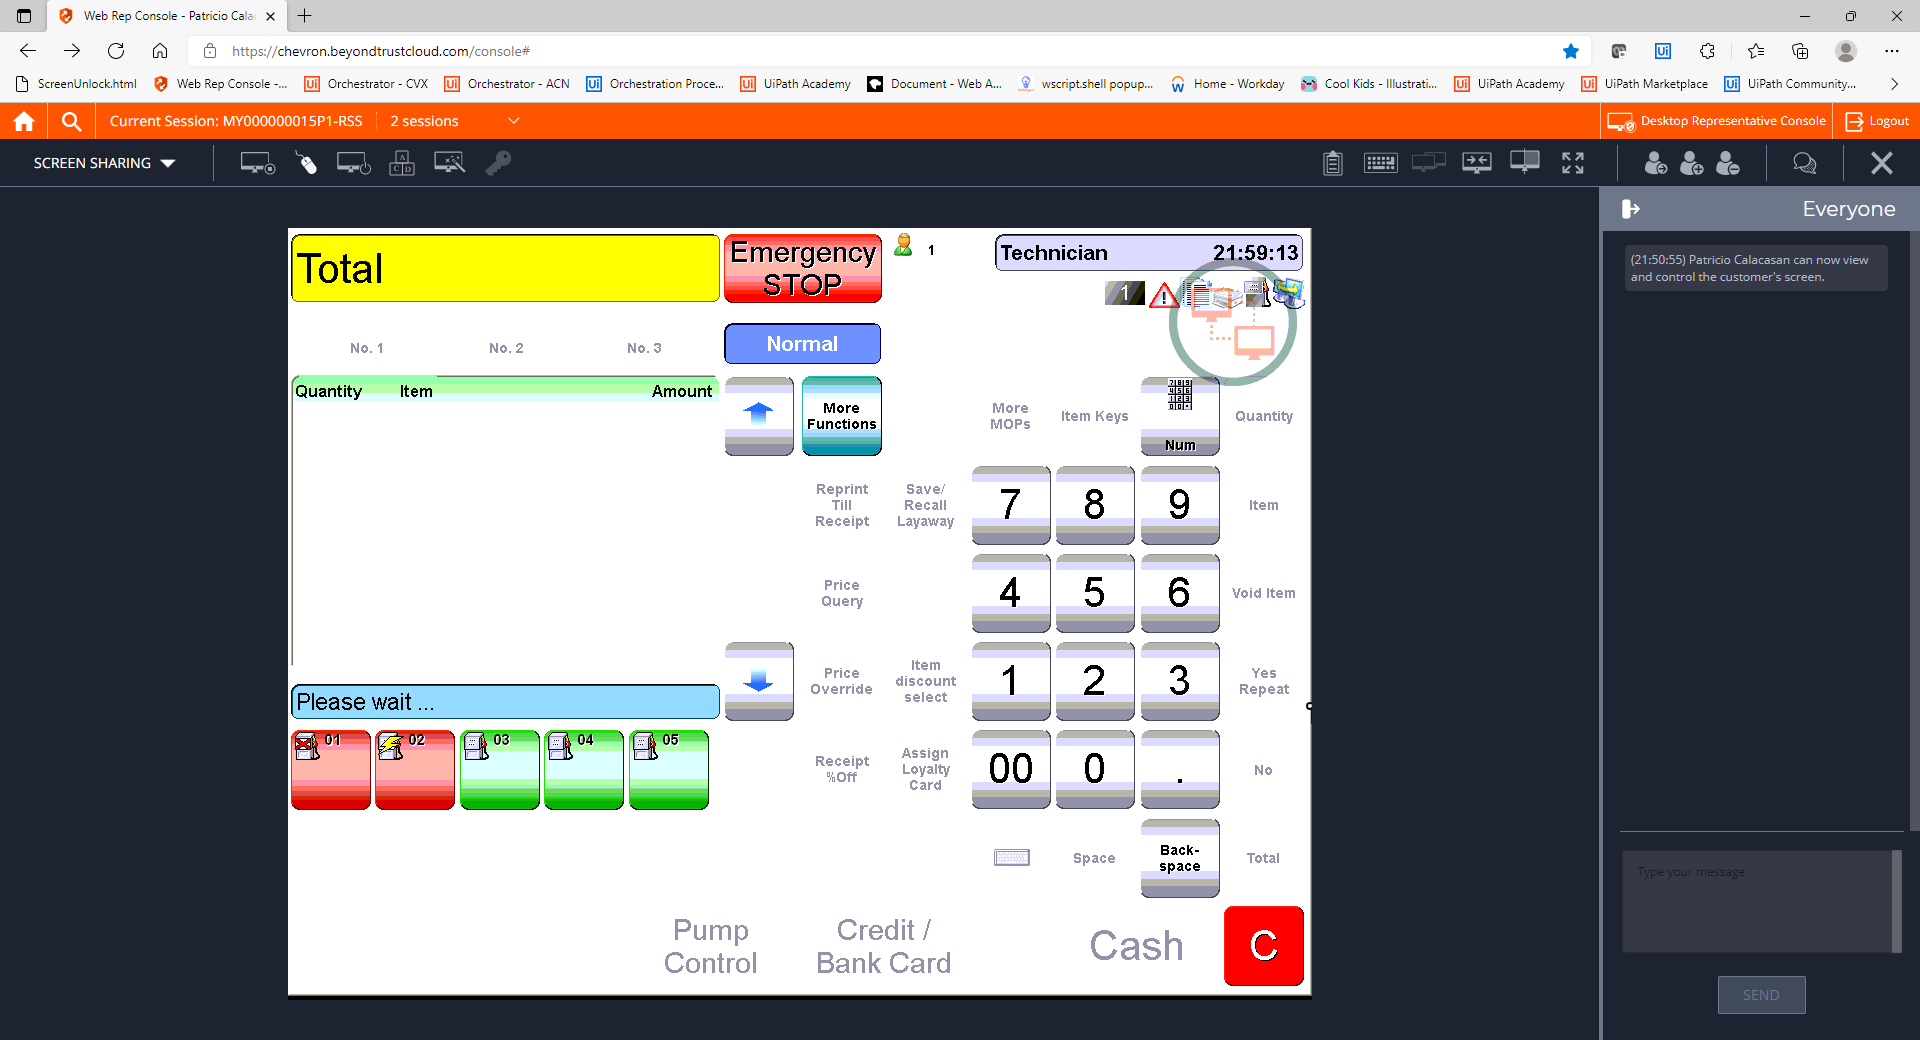 Web Rep Console - Patricio Cala
https://chevron.beyondtrustcloud.com/console#
ScreenUnlock.html
Web Rep Console -...
Orchestrator - CVX
Orchestrator - ACN
Orchestration Proce...
UiPath Academy
Document - Web A...
wscript.shell popup...
Home - Workday
Cool Kids - Illustrati...
UiPath Academy
UiPath Marketplace
UiPath Community...
Current Session: MY000000015P1-RSS
2 sessions
Desktop Representative Console
Logout
SCREEN SHARING
Everyone
(21:50:55) Patricio Calacasan can now view
and control the customer's screen.
Total
Emergency
STOP
1
Technician
21:59:13
1
No. 1
No. 2
No. 3
Normal
Quantity
Item
Amount
More
Functions
More
MOPs
Item Keys
Num
Quantity
Reprint
Till
Receipt
Save/
Recall
Layaway
7
8
9
Item
Price
Query
4
5
6
Void Item
Price
Override
Item
discount
select
1
2
3
Yes
Repeat
Please wait ...
01
02
03
04
05
Receipt
%Off
Assign
Loyalty
Card
00
0
.
No
Space
Back-
space
Total
Pump
Control
Credit /
Bank Card
Cash
C
Type your message
SEND